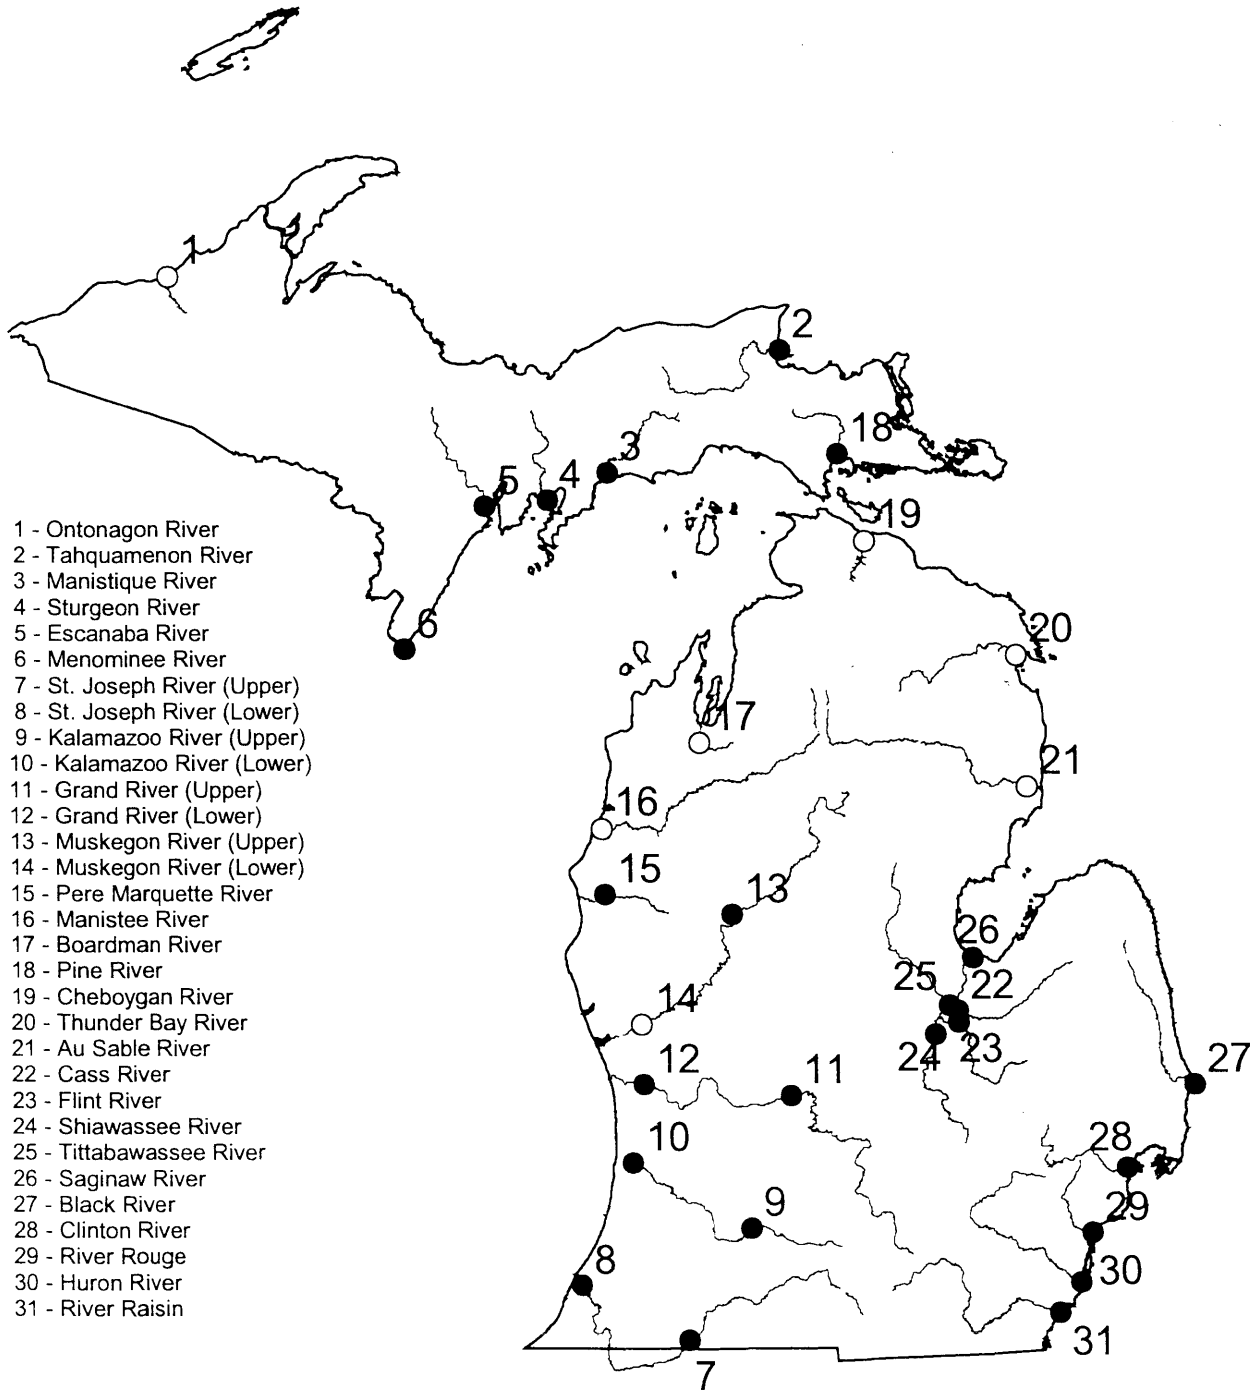 1
2
18
3
5
4
19
1 - Ontonagon River
2 - Tahquamenon River
3 - Manistique River
4 - Sturgeon River
5 - Escanaba River
6 - Menominee River
7 - St. Joseph River (Upper)
8 - St. Joseph River (Lower)
9 - Kalamazoo River (Upper)
10 - Kalamazoo River (Lower)
11 - Grand River (Upper)
12 - Grand River (Lower)
13 - Muskegon River (Upper)
14 - Muskegon River (Lower)
15 - Pere Marquette River
16 - Manistee River
17 - Boardman River
18 - Pine River
19 - Cheboygan River
20 - Thunder Bay River
21 - Au Sable River
22 - Cass River
23 - Flint River
24 - Shiawassee River
25 - Tittabawassee River
26 - Saginaw River
27 - Black River
28 - Clinton River
29 - River Rouge
30 - Huron River
31 - River Raisin
6
20
17
21
16
15
13
26
25
22
14
24
23
12
11
27
10
28
9
29
8
30
31
7